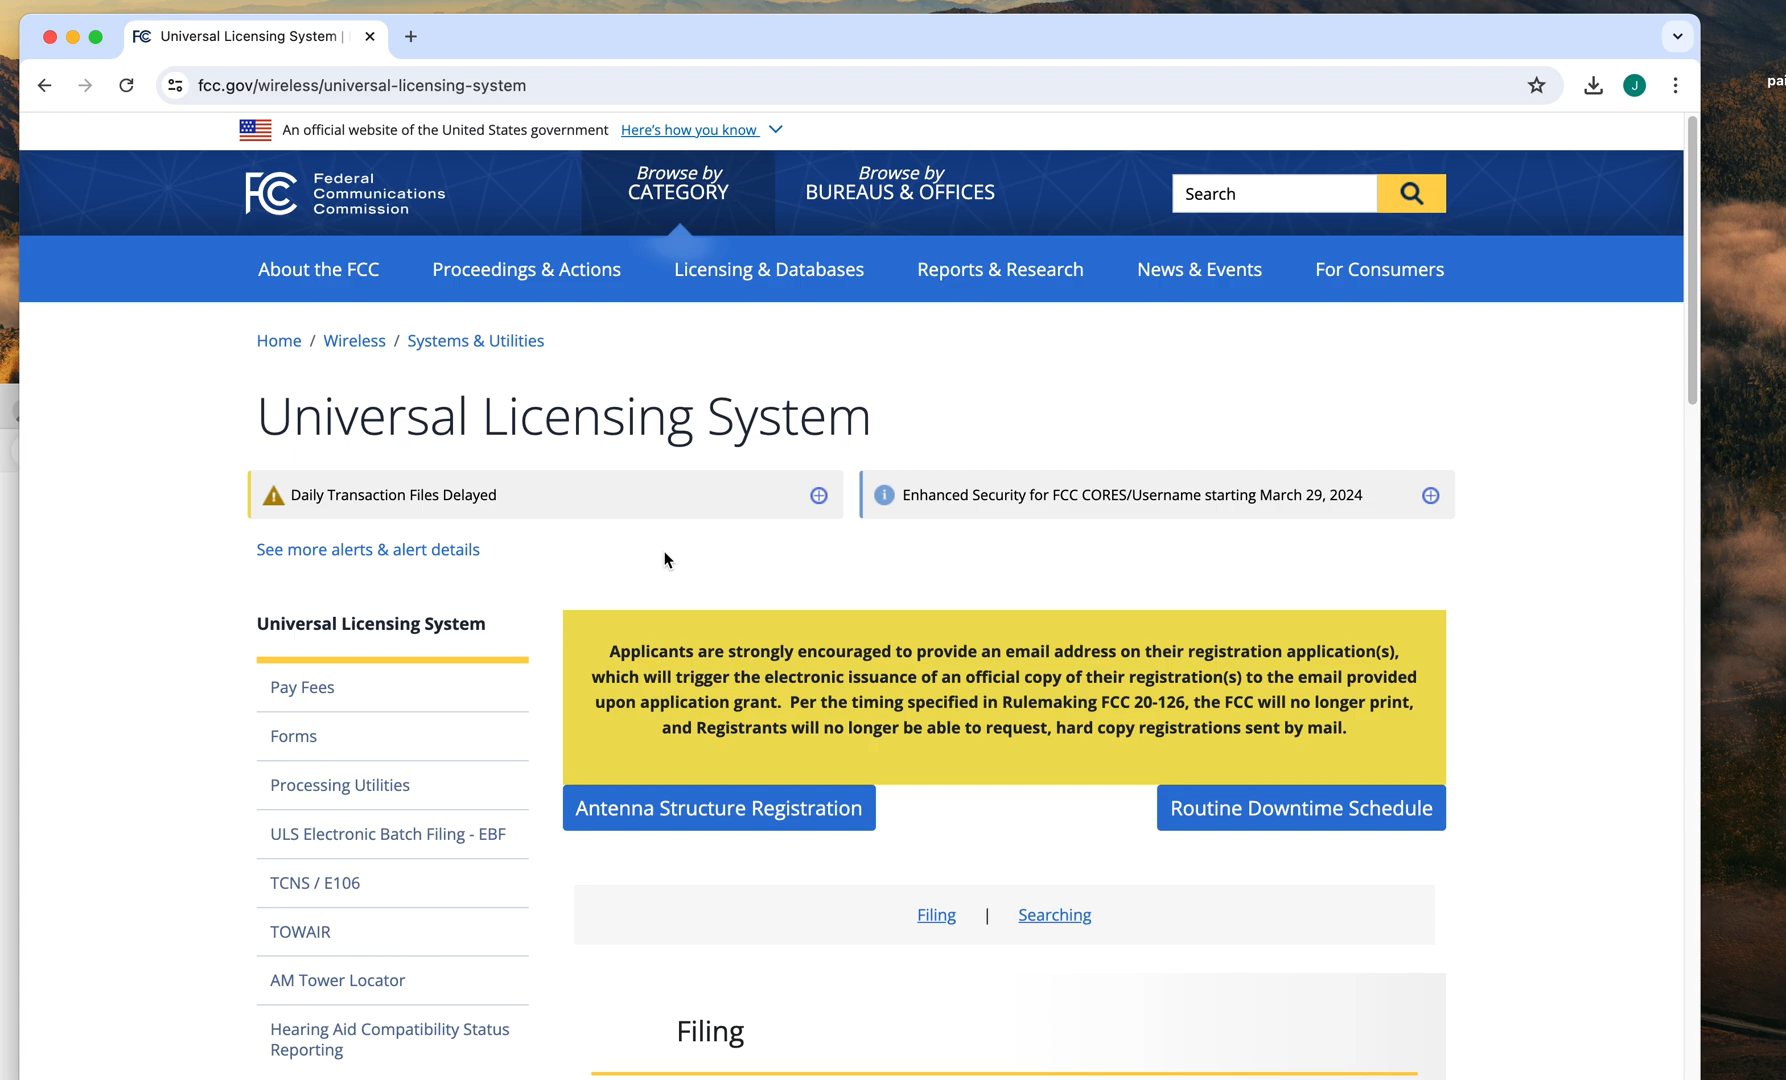 Universal Licensing System |
fcc.gov/wireless/universal-licensing-system
J
pai
An official website of the United States government Here's how you know
FCC Federal
Communications
Commission
Browse by
CATEGORY
Browse by
BUREAUS & OFFICES
Search
About the FCC Proceedings & Actions Licensing & Databases Reports & Research News & Events For Consumers
Home / Wireless / Systems & Utilities
Universal Licensing System
Daily Transaction Files Delayed
Enhanced Security for FCC CORES/Username starting March 29, 2024
See more alerts & alert details
Universal Licensing System
Pay Fees
Forms
Processing Utilities
ULS Electronic Batch Filing - EBF
TCNS / E106
TOWAIR
AM Tower Locator
Hearing Aid Compatibility Status
Reporting
Applicants are strongly encouraged to provide an email address on their registration application(s),
which will trigger the electronic issuance of an official copy of their registration(s) to the email provided
upon application grant. Per the timing specified in Rulemaking FCC 20-126, the FCC will no longer print,
and Registrants will no longer be able to request, hard copy registrations sent by mail.
Antenna Structure Registration
Routine Downtime Schedule
Filing | Searching
Filing